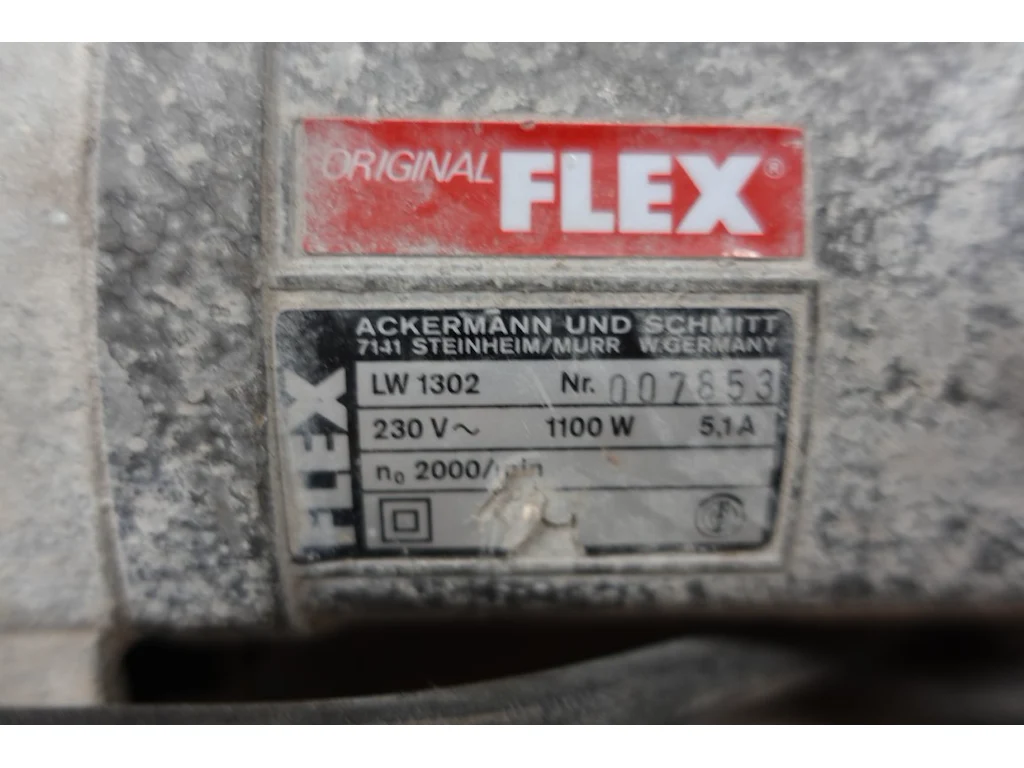 ORIGINAL FLEX®
ACKERMANN UND SCHMITT
7141 STEINHEIM/MURR W.GERMANY
FLEX
LW 1302 Nr. 007853
230 V~ 1100 W 5,1 A
n₀ 2000/min